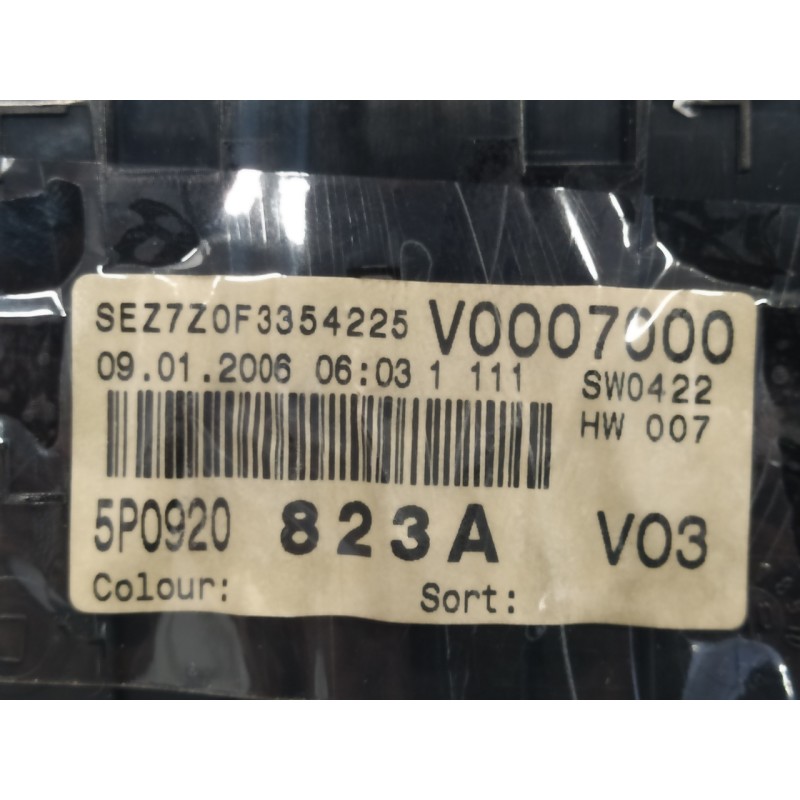 SEZ7Z0F3354225 V0007000
09.01.2006 06:03 1 111 SW0422
HW 007
5P0920 823A V03
Colour: Sort: